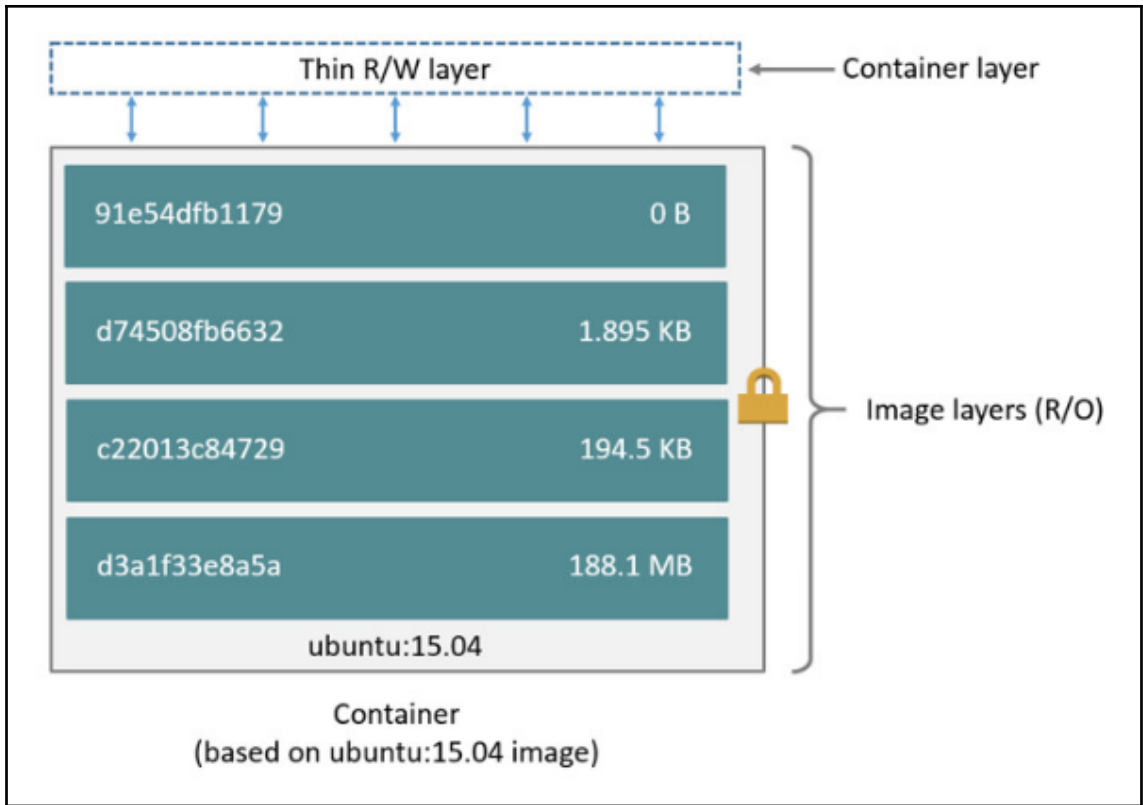 Thin R/W layer
Container layer
91e54dfb1179 0 B
d74508fb6632 1.895 KB
c22013c84729 194.5 KB
Image layers (R/O)
d3a1f33e8a5a 188.1 MB
ubuntu:15.04
Container
(based on ubuntu:15.04 image)